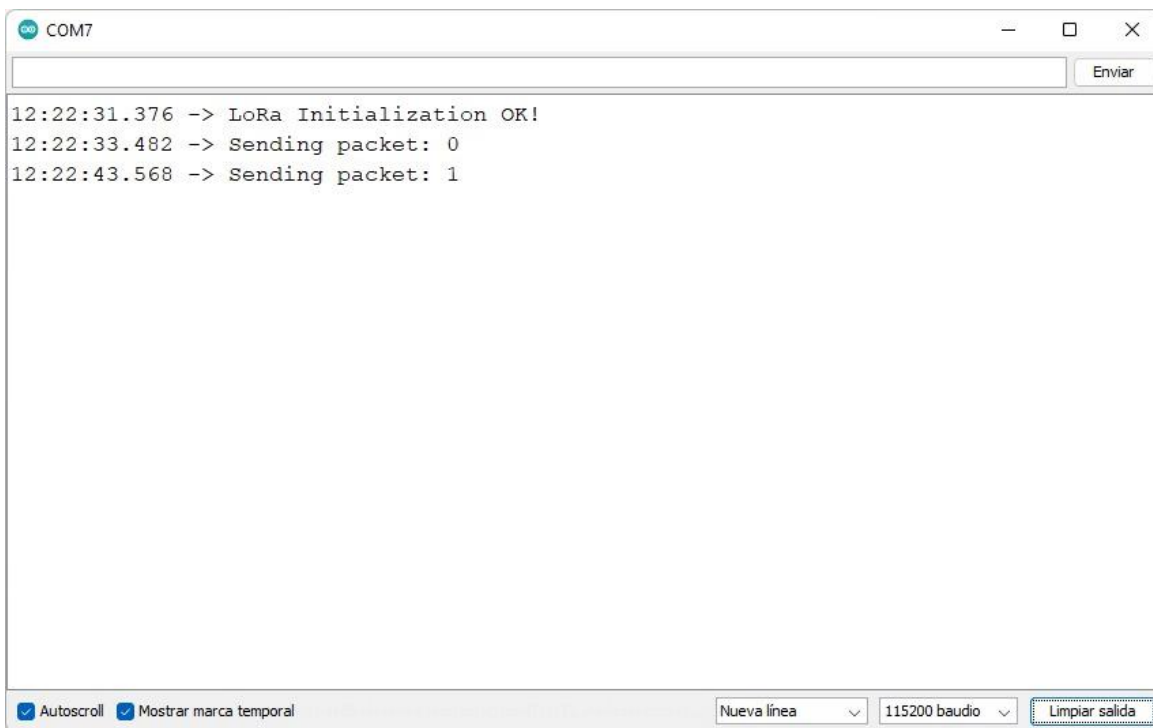 COM7
Enviar
12:22:31.376 -> LoRa Initialization OK!
12:22:33.482 -> Sending packet: 0
12:22:43.568 -> Sending packet: 1
Autoscroll Mostrar marca temporal Nueva línea 115200 baudio Limpiar salida